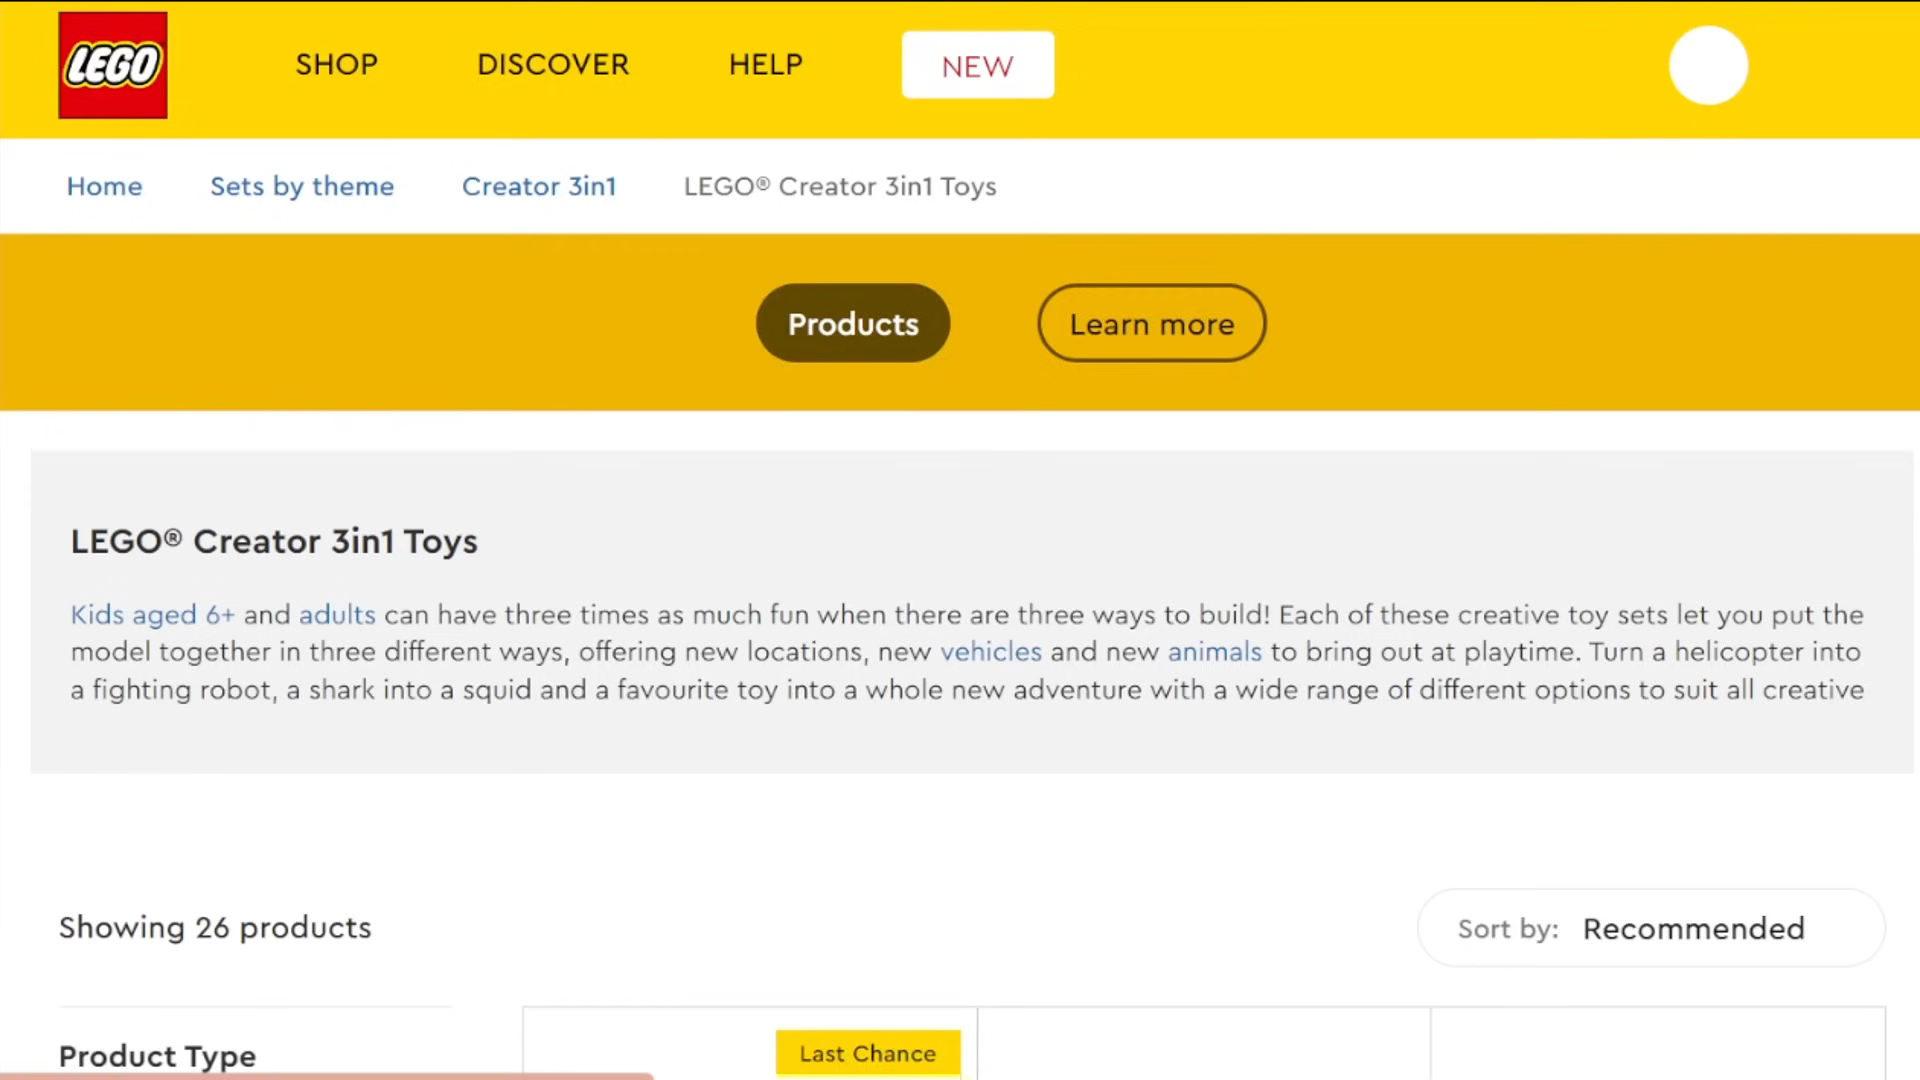 LEGO
SHOP
DISCOVER
HELP
NEW
Home
Sets by theme
Creator 3in1
LEGO® Creator 3in1 Toys
Products
Learn more
LEGO® Creator 3in1 Toys
Kids aged 6+ and adults can have three times as much fun when there are three ways to build! Each of these creative toy sets let you put the
model together in three different ways, offering new locations, new vehicles and new animals to bring out at playtime. Turn a helicopter into
a fighting robot, a shark into a squid and a favourite toy into a whole new adventure with a wide range of different options to suit all creative
Showing 26 products
Sort by: Recommended
Product Type
Last Chance